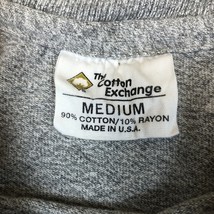 The
Cotton
Exchange
MEDIUM
90% COTTON/10% RAYON
MADE IN U.S.A.